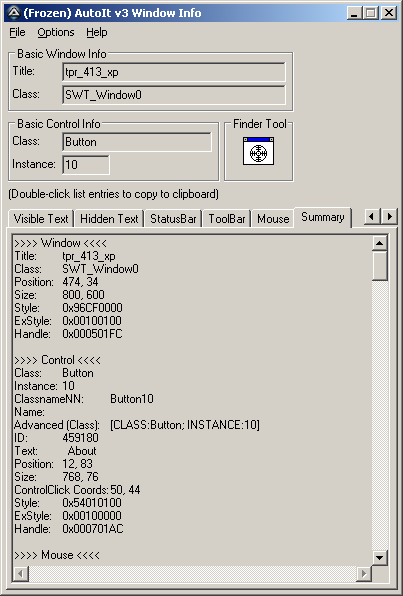 (Frozen) AutoIt v3 Window Info
File Options Help
Basic Window Info
Title: tpr_413_xp
Class: SWT_Window0
Basic Control Info
Finder Tool
Class: Button
Instance: 10
(Double-click list entries to copy to clipboard)
Visible Text Hidden Text StatusBar ToolBar Mouse Summary
>>>> Window <<<<
Title: tpr_413_xp
Class: SWT_Window0
Position: 474, 34
Size: 800, 600
Style: 0x96CF0000
ExStyle: 0x00100100
Handle: 0x000501FC
>>>> Control <<<<
Class: Button
Instance: 10
ClassnameNN: Button10
Name:
Advanced (Class): [CLASS:Button; INSTANCE:10]
ID: 459180
Text: About
Position: 12, 83
Size: 768, 76
ControlClick Coords: 50, 44
Style: 0x54010100
ExStyle: 0x00100000
Handle: 0x000701AC
>>>> Mouse <<<<